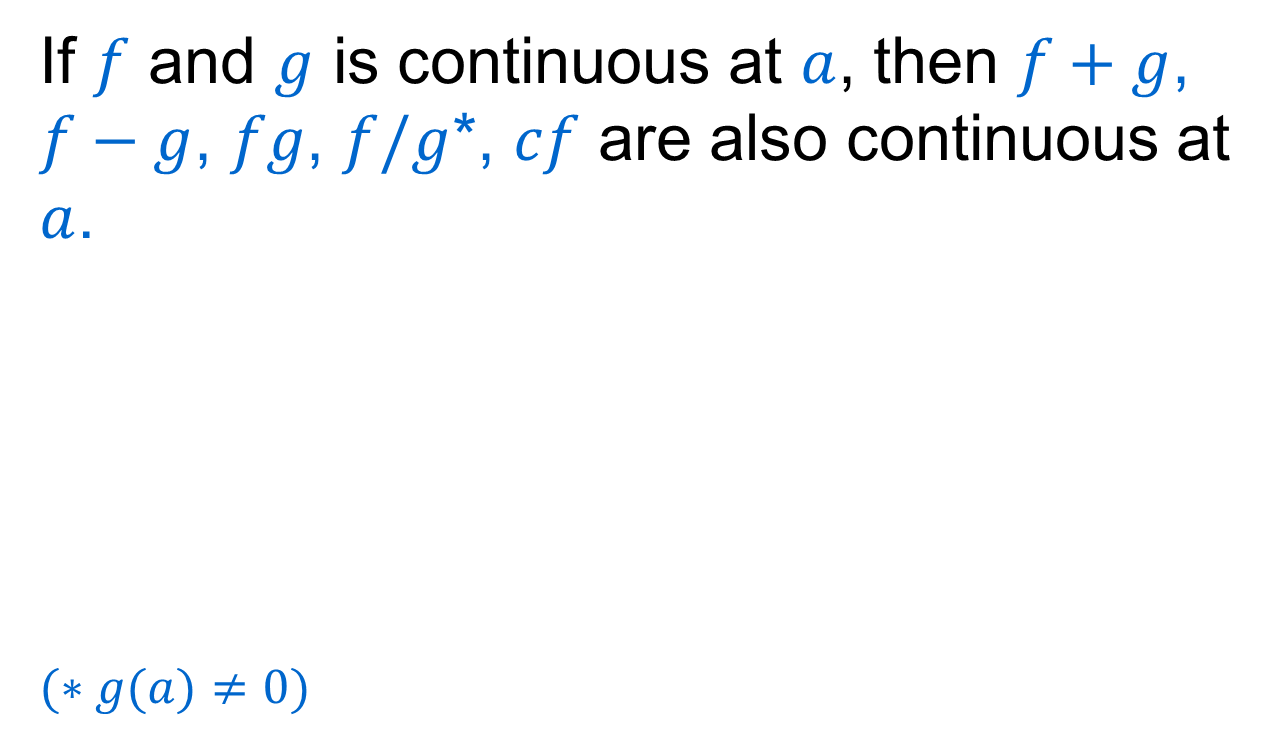 If f and g is continuous at a, then f + g,
f − g, fg, f/g*, cf are also continuous at
a.
(∗ g(a) ≠ 0)